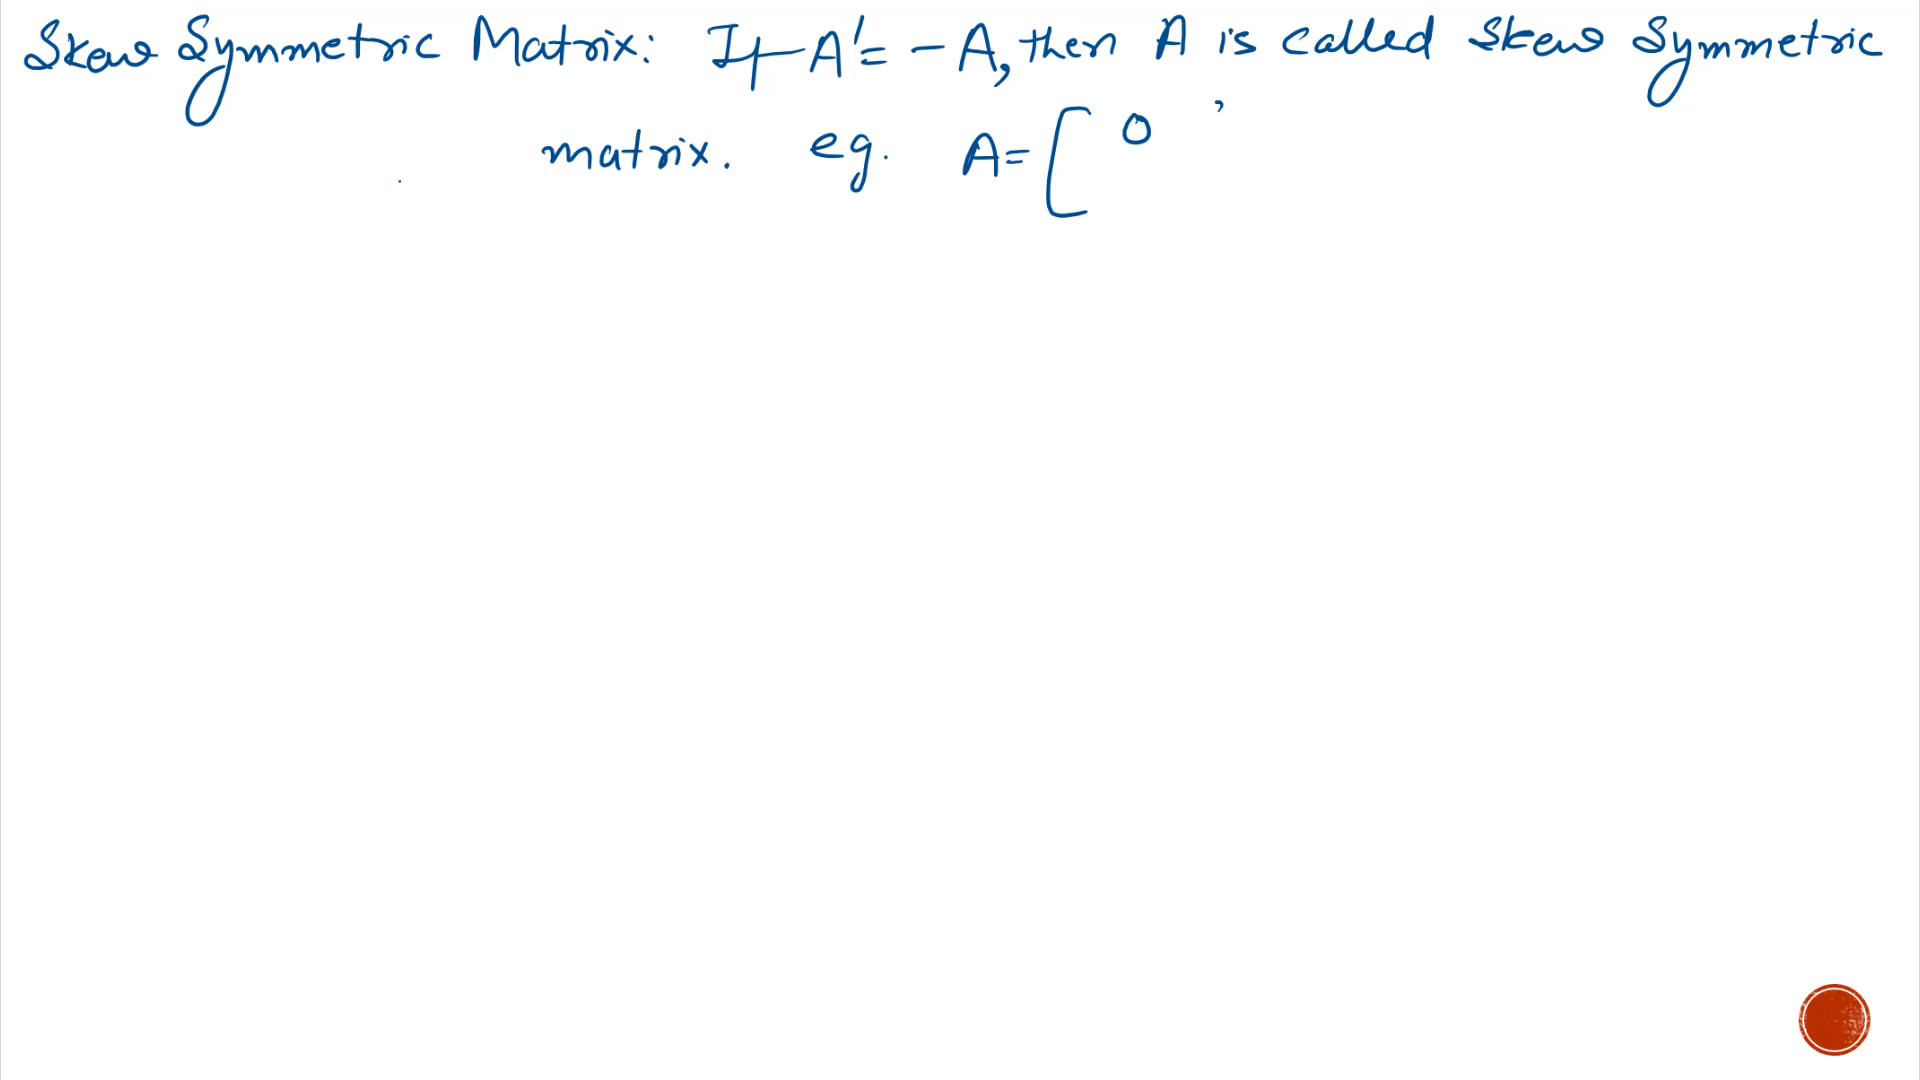 Skew Symmetric Matrix: If A' = - A, then A is called Skew Symmetric
matrix. eg. A= [ 0